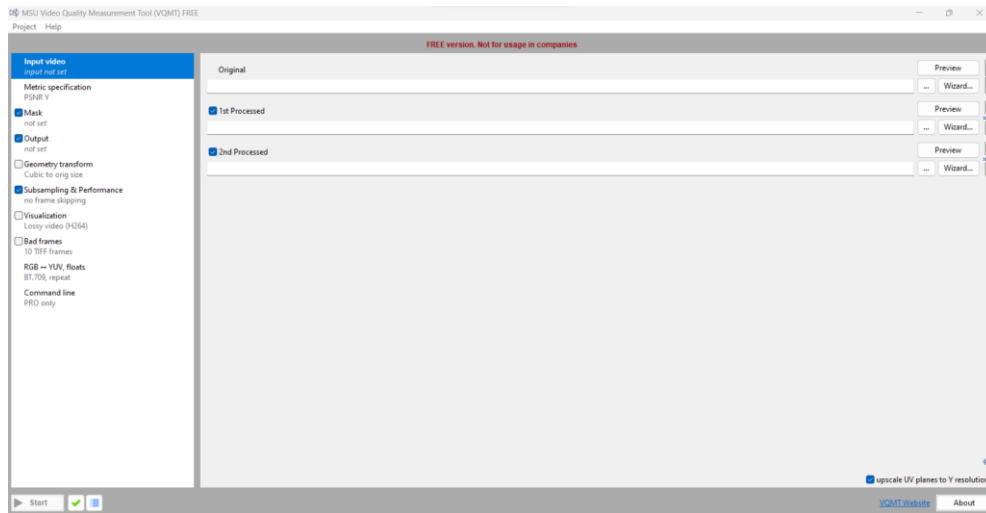 MSU Video Quality Measurement Tool (VQMT) FREE
Project Help
FREE version. Not for usage in companies
Input video
input not set
Metric specification
PSNR Y
Mask
not set
Output
not set
Geometry transform
Cubic to orig size
Subsampling & Performance
no frame skipping
Visualization
Lossy video (H264)
Bad frames
10 TIFF frames
RGB ↔ YUV, floats
BT.709, repeat
Command line
PRO only
Original
Preview
... Wizard...
1st Processed
Preview
... Wizard...
2nd Processed
Preview
... Wizard...
upscale UV planes to Y resolution
Start
VQMT Website
About